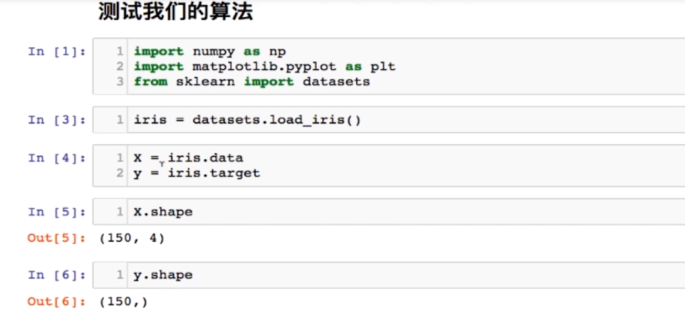 测试我们的算法
In [1]: 1 import numpy as np
2 import matplotlib.pyplot as plt
3 from sklearn import datasets
In [3]: 1 iris = datasets.load_iris()
In [4]: 1 X = iris.data
2 y = iris.target
In [5]: 1 X.shape
Out[5]: (150, 4)
In [6]: 1 y.shape
Out[6]: (150,)